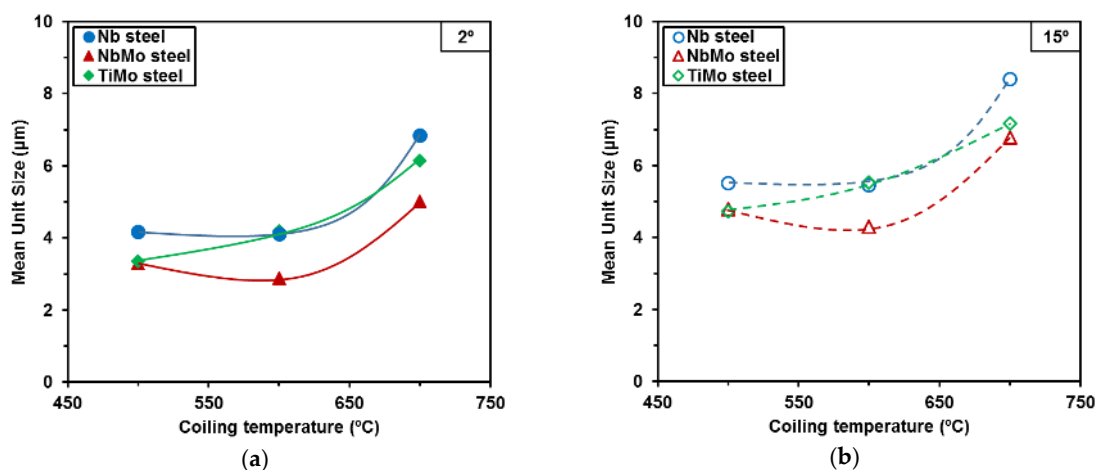 10
8
6
4
2
0
Mean Unit Size (μm)
Nb steel
NbMo steel
TiMo steel
2º
450
550
650
750
Coiling temperature (ºC)
(a)
10
8
6
4
2
0
Mean Unit Size (μm)
Nb steel
NbMo steel
TiMo steel
15º
450
550
650
750
Coiling temperature (ºC)
(b)